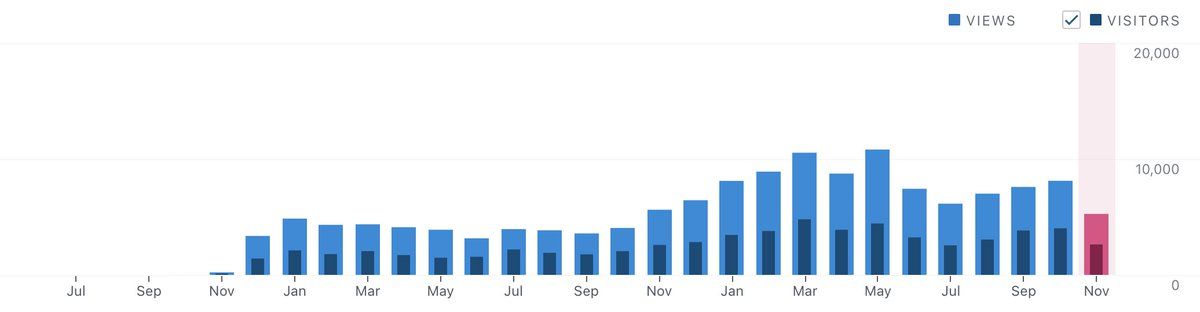 VIEWS VISITORS
20,000
10,000
0
Jul Sep Nov Jan Mar May Jul Sep Nov Jan Mar May Jul Sep Nov